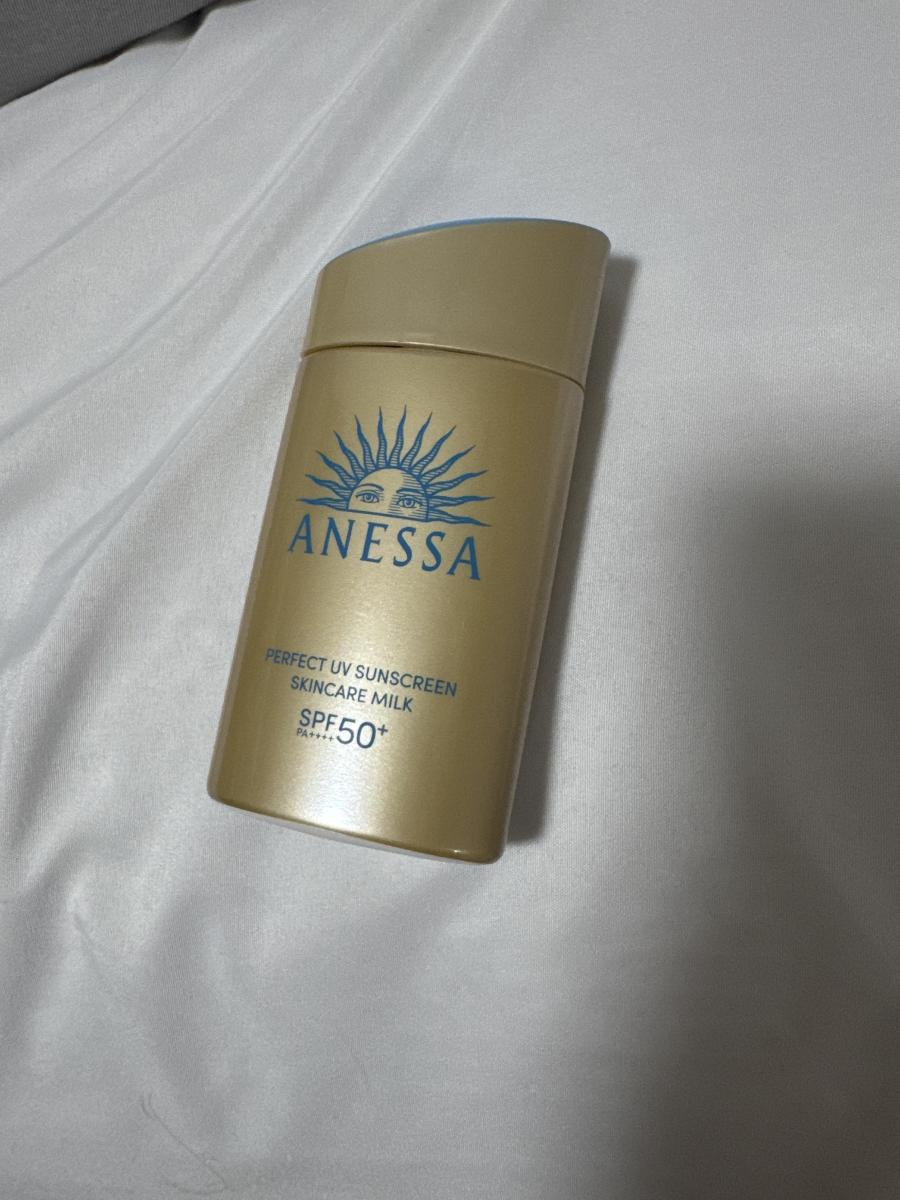 ANESSA
PERFECT UV SUNSCREEN
SKINCARE MILK
SPF50+
PA++++